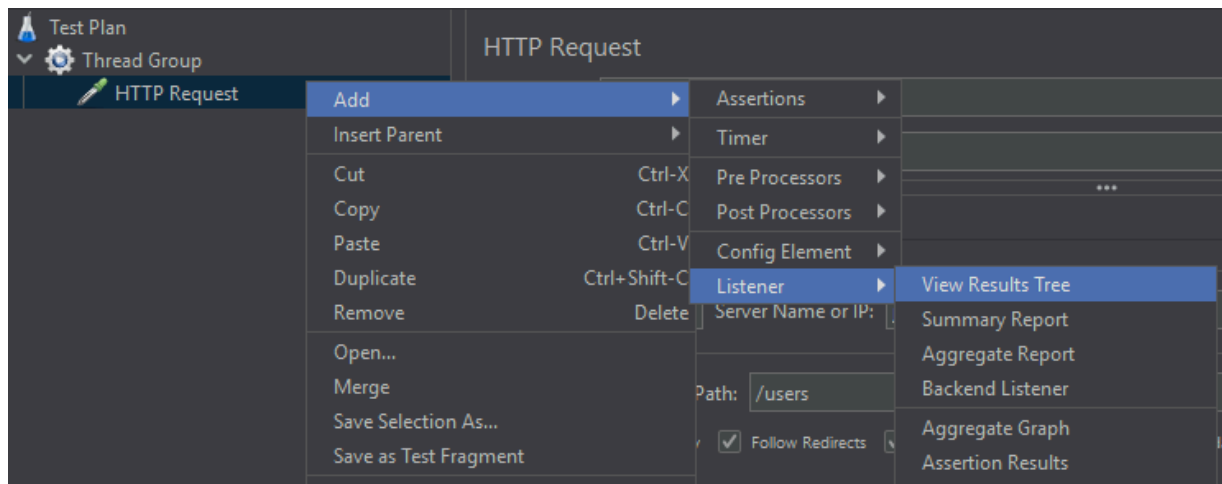 Test Plan
Thread Group
HTTP Request
HTTP Request
Add
Insert Parent
Cut Ctrl-X
Copy Ctrl-C
Paste Ctrl-V
Duplicate Ctrl+Shift-C
Remove Delete
Open...
Merge
Save Selection As...
Save as Test Fragment
Assertions
Timer
Pre Processors
Post Processors
Config Element
Listener
View Results Tree
Summary Report
Aggregate Report
Backend Listener
Aggregate Graph
Assertion Results
Server Name or IP:
Path: /users
Follow Redirects